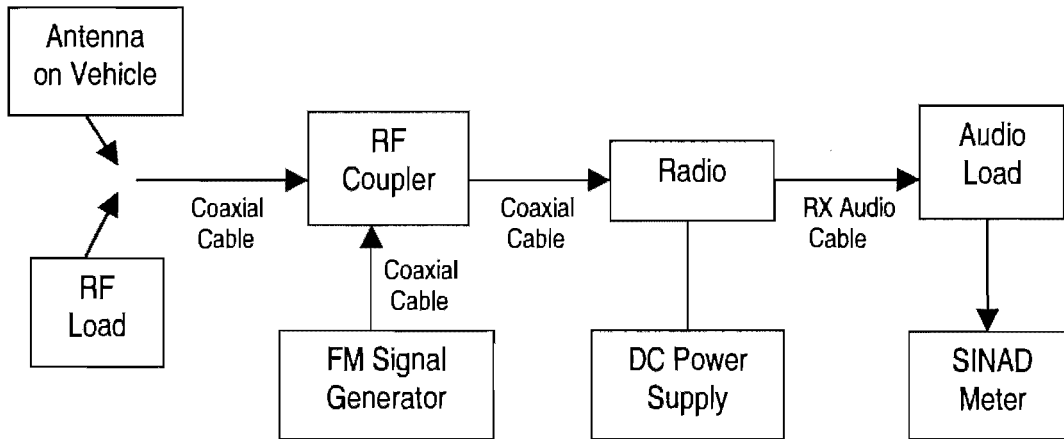 Antenna
on Vehicle
RF
Coupler
Radio
Audio
Load
Coaxial
Cable
Coaxial
Cable
RX Audio
Cable
RF
Load
Coaxial
Cable
FM Signal
Generator
DC Power
Supply
SINAD
Meter